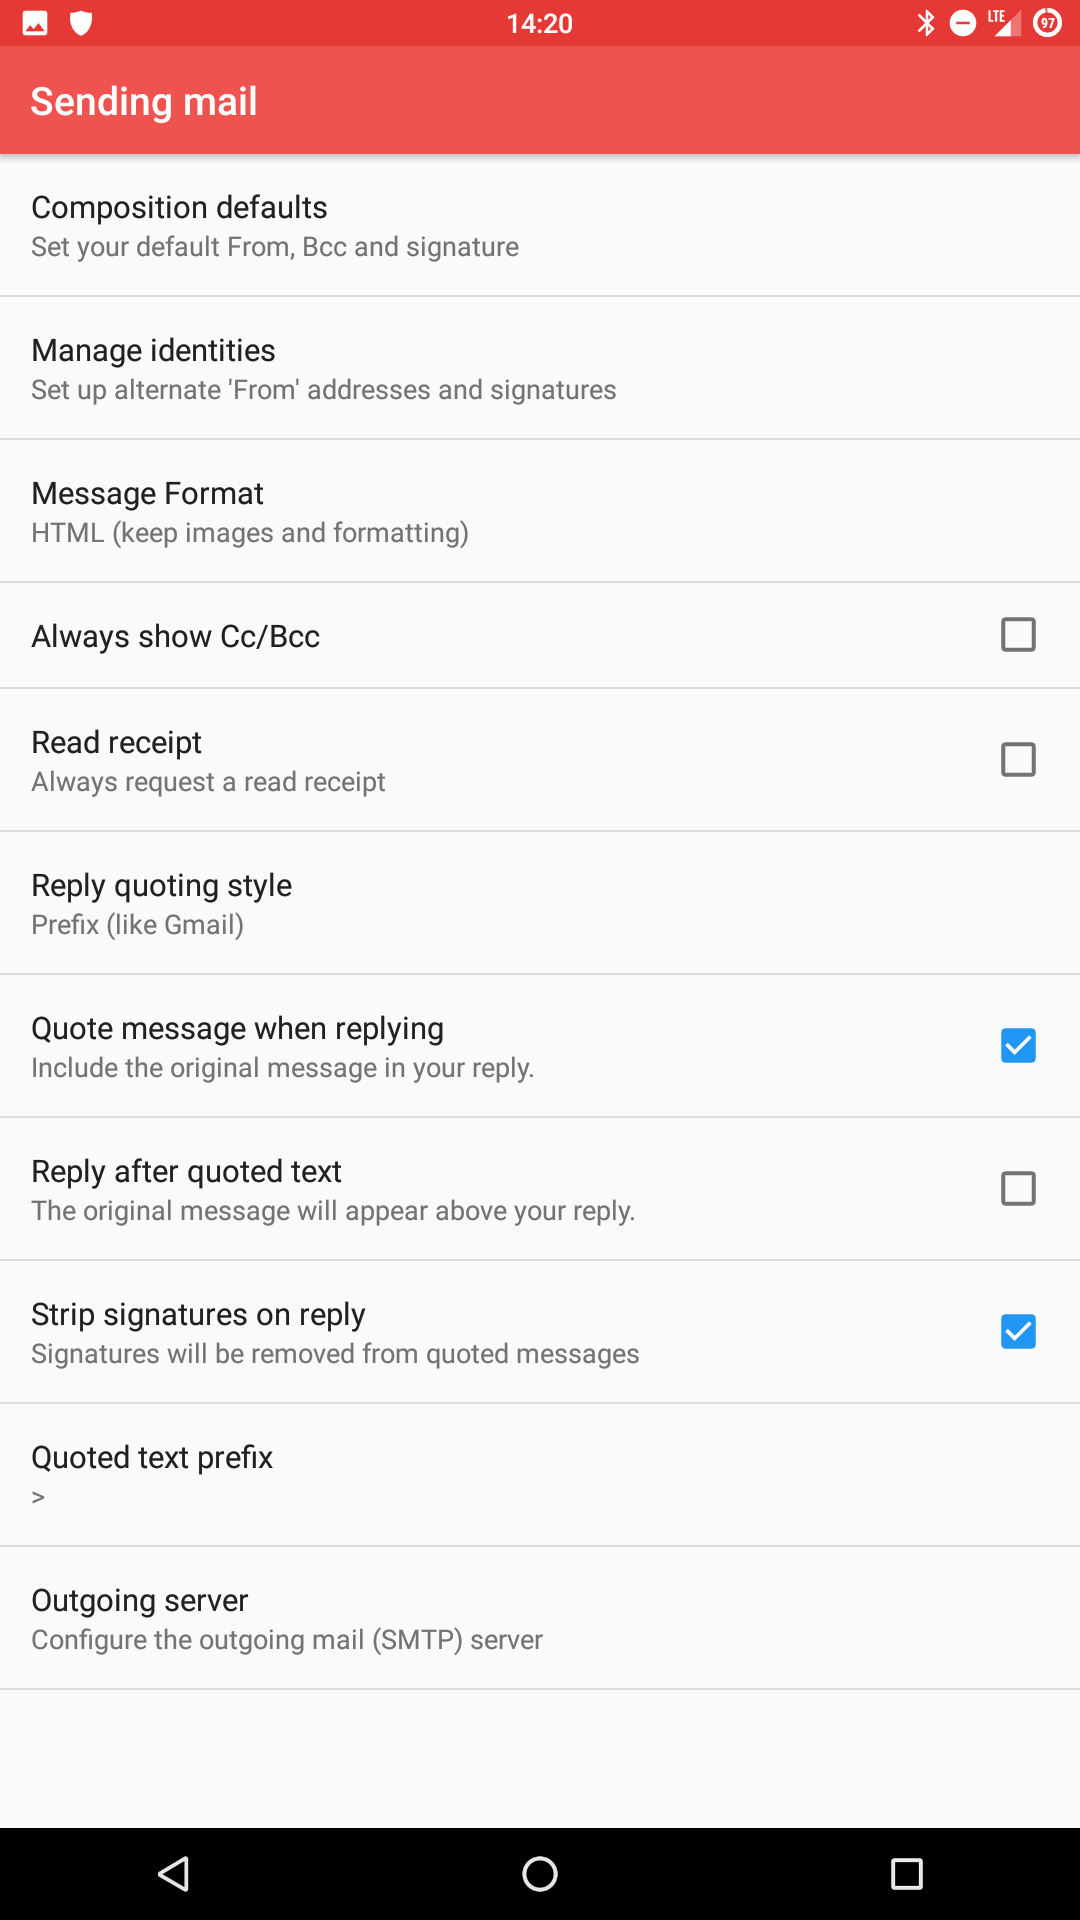 14:20
LTE
97
Sending mail
Composition defaults
Set your default From, Bcc and signature
Manage identities
Set up alternate 'From' addresses and signatures
Message Format
HTML (keep images and formatting)
Always show Cc/Bcc
Read receipt
Always request a read receipt
Reply quoting style
Prefix (like Gmail)
Quote message when replying
Include the original message in your reply.
Reply after quoted text
The original message will appear above your reply.
Strip signatures on reply
Signatures will be removed from quoted messages
Quoted text prefix
>
Outgoing server
Configure the outgoing mail (SMTP) server